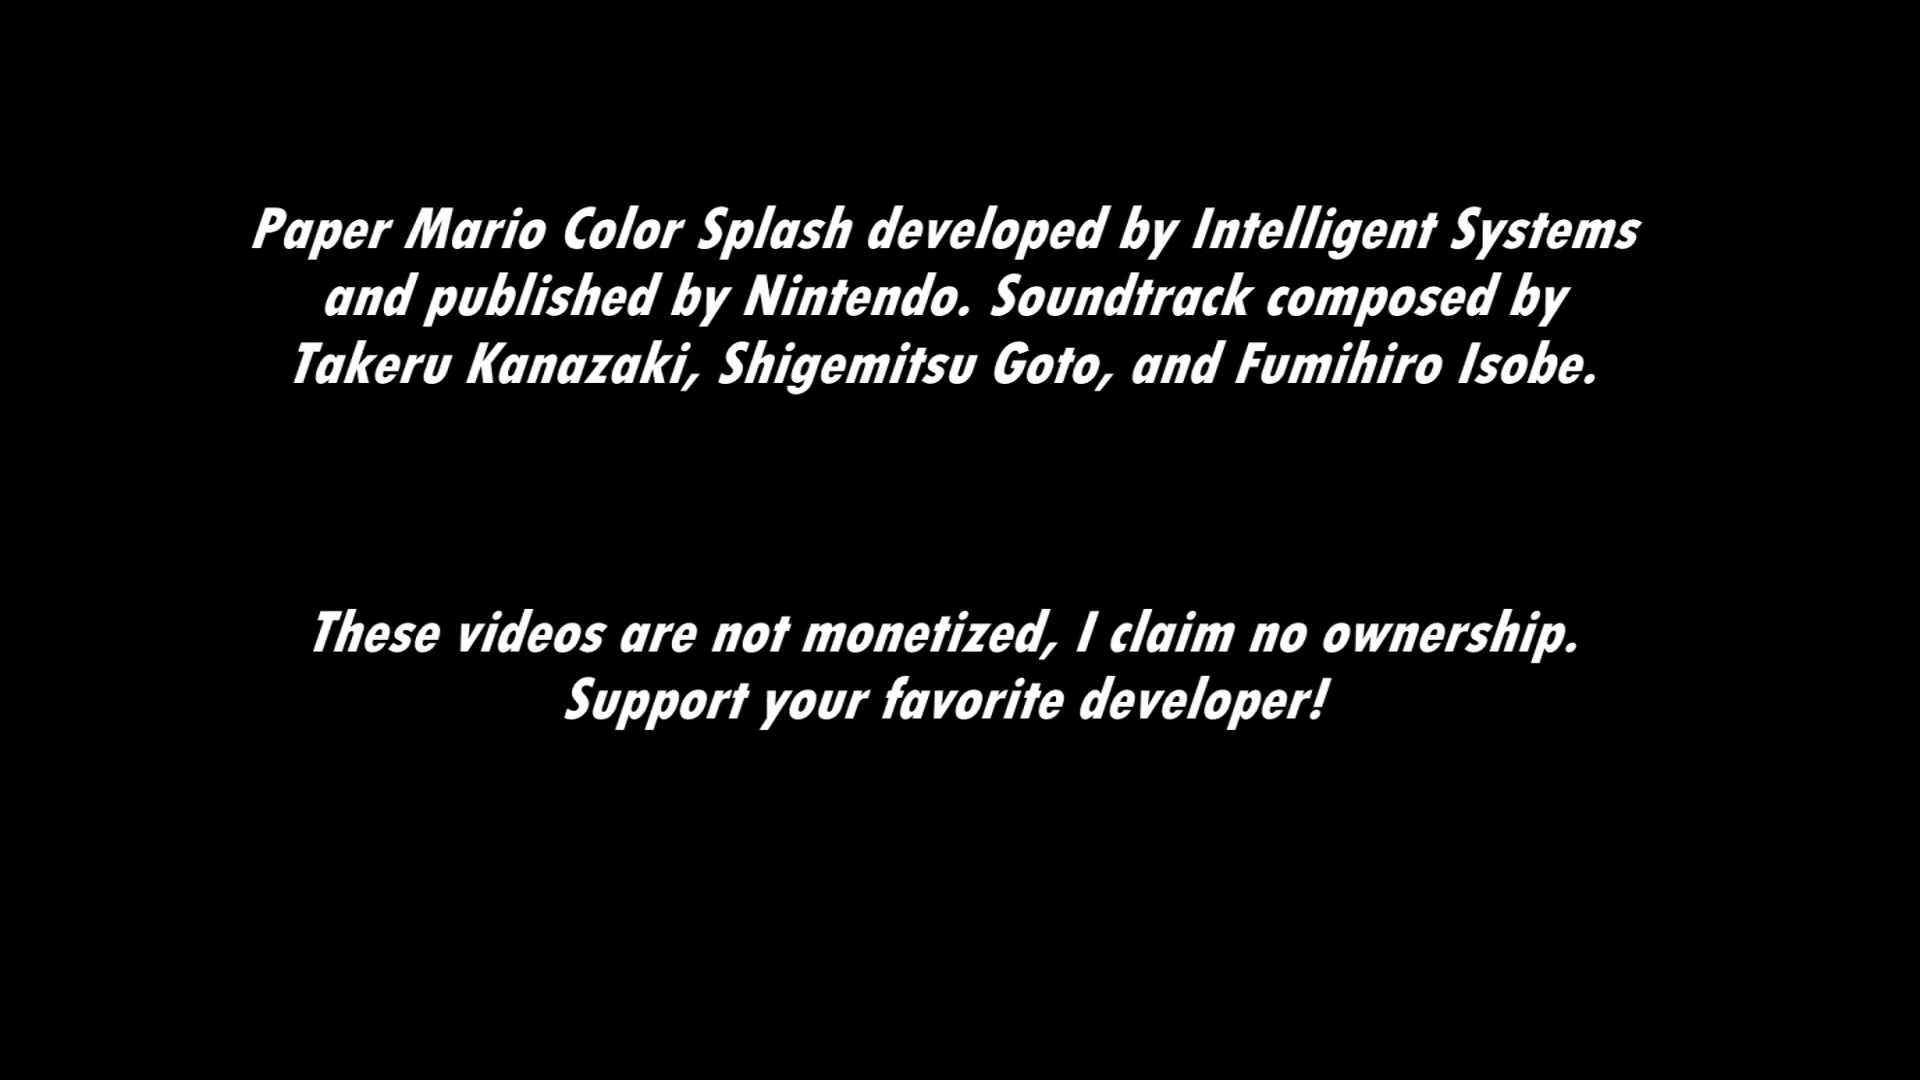 Paper Mario Color Splash developed by Intelligent Systems
and published by Nintendo. Soundtrack composed by
Takeru Kanazaki, Shigemitsu Goto, and Fumihiro Isobe.
These videos are not monetized, I claim no ownership.
Support your favorite developer!